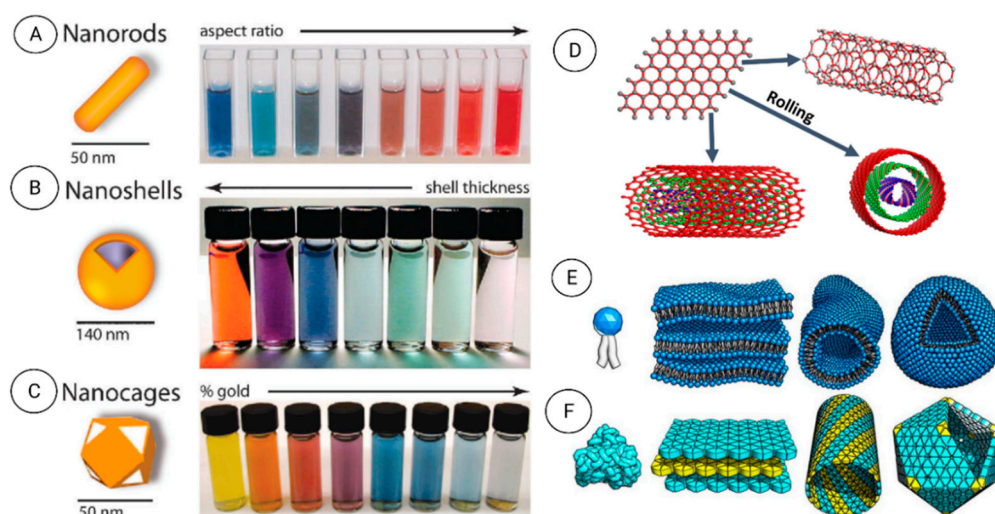 A Nanorods
aspect ratio
50 nm
B Nanoshells
shell thickness
140 nm
C Nanocages
% gold
50 nm
D
Rolling
E
F